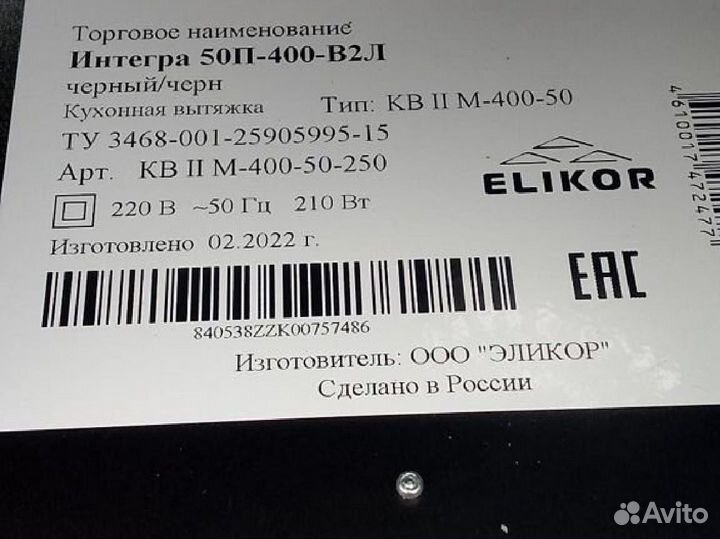 Торговое наименование
Интегра 50П-400-В2Л
черный/черн
Кухонная вытяжка Тип: КВ II М-400-50
ТУ 3468-001-25905995-15
Арт. КВ II М-400-50-250
ELIKOR
220 В ~50 Гц 210 Вт
Изготовлено 02.2022 г.
4610017472477
EAC
840538ZZK00757486
Изготовитель: ООО "ЭЛИКОР"
Сделано в России
Avito